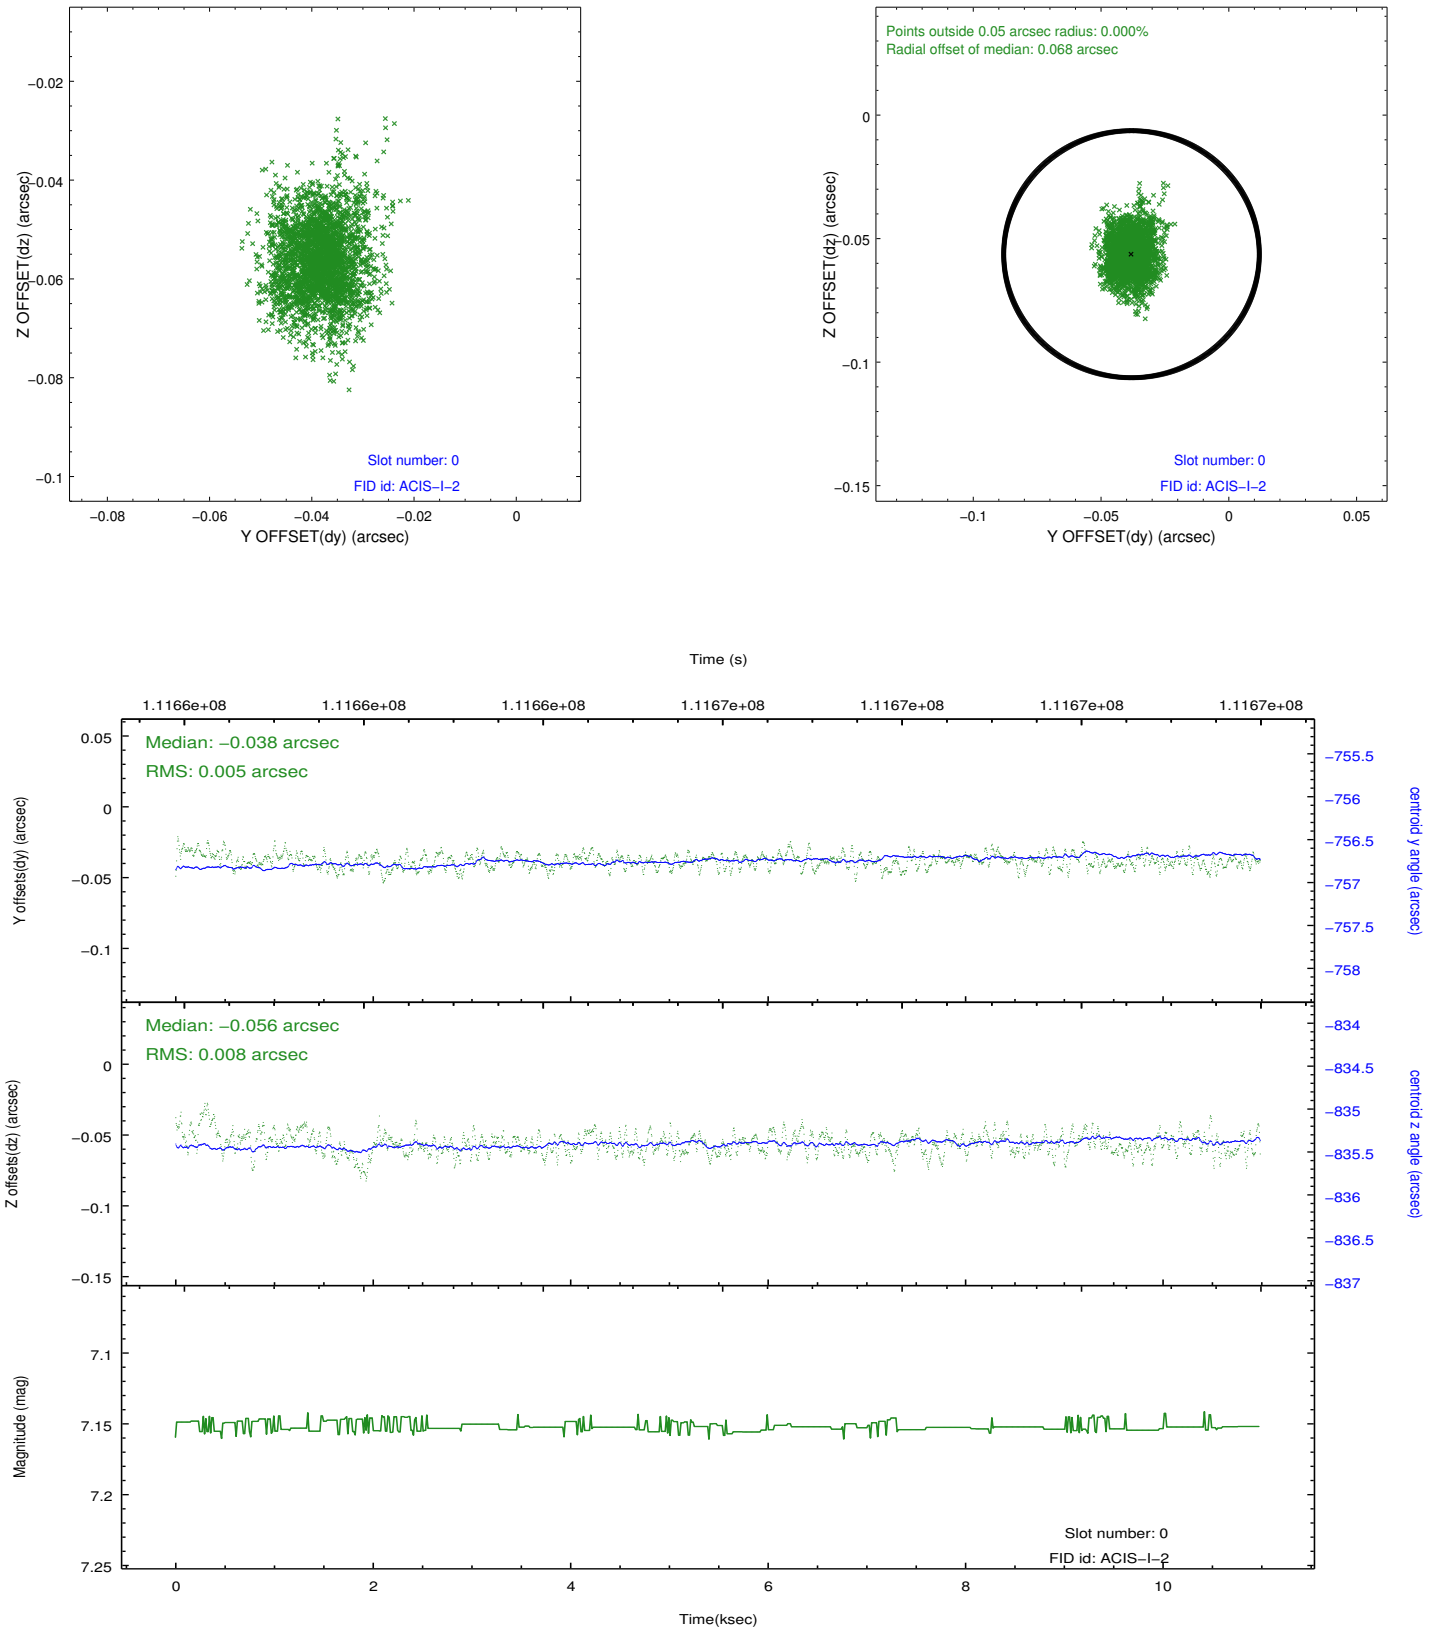 −0.02
−0.04
−0.06
−0.08
−0.1
Z OFFSET(dz) (arcsec)
Slot number: 0
FID id: ACIS−I−2
−0.08 −0.06 −0.04 −0.02 0
Y OFFSET(dy) (arcsec)
Points outside 0.05 arcsec radius: 0.000%
Radial offset of median: 0.068 arcsec
0
−0.05
−0.1
−0.15
Z OFFSET(dz) (arcsec)
Slot number: 0
FID id: ACIS−I−2
−0.1 −0.05 0 0.05
Y OFFSET(dy) (arcsec)
Time (s)
1.1166e+08 1.1166e+08 1.1166e+08 1.1167e+08 1.1167e+08 1.1167e+08 1.1167e+08
Median: −0.038 arcsec
RMS: 0.005 arcsec
0.05
0
−0.05
−0.1
Y offsets(dy) (arcsec)
−755.5
−756
−756.5
−757
−757.5
−758
centroid y angle (arcsec)
Median: −0.056 arcsec
RMS: 0.008 arcsec
0
−0.05
−0.1
−0.15
Z offsets(dz) (arcsec)
−834
−834.5
−835
−835.5
−836
−836.5
−837
centroid z angle (arcsec)
7.1
7.15
7.2
7.25
Magnitude (mag)
Slot number: 0
FID id: ACIS−I−2
0 2 4 6 8 10
Time(ksec)